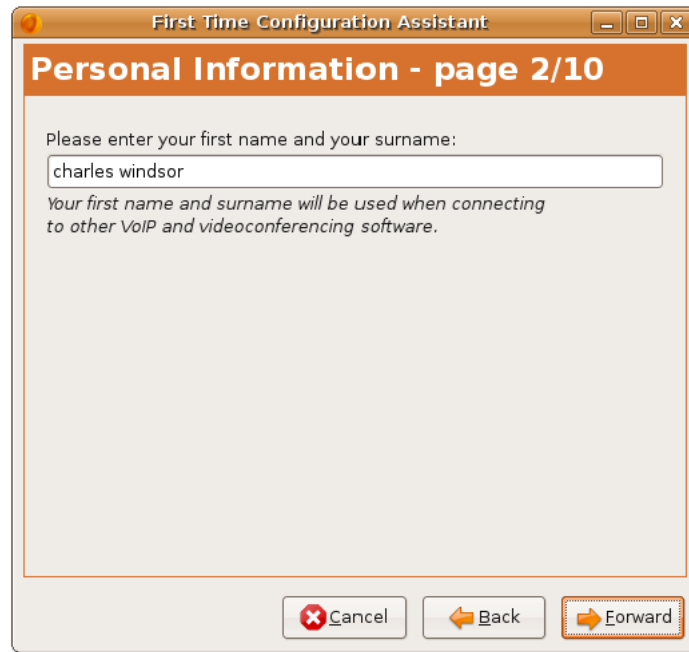 First Time Configuration Assistant
Personal Information - page 2/10
Please enter your first name and your surname:
charles windsor
Your first name and surname will be used when connecting
to other VoIP and videoconferencing software.
Cancel
Back
Forward